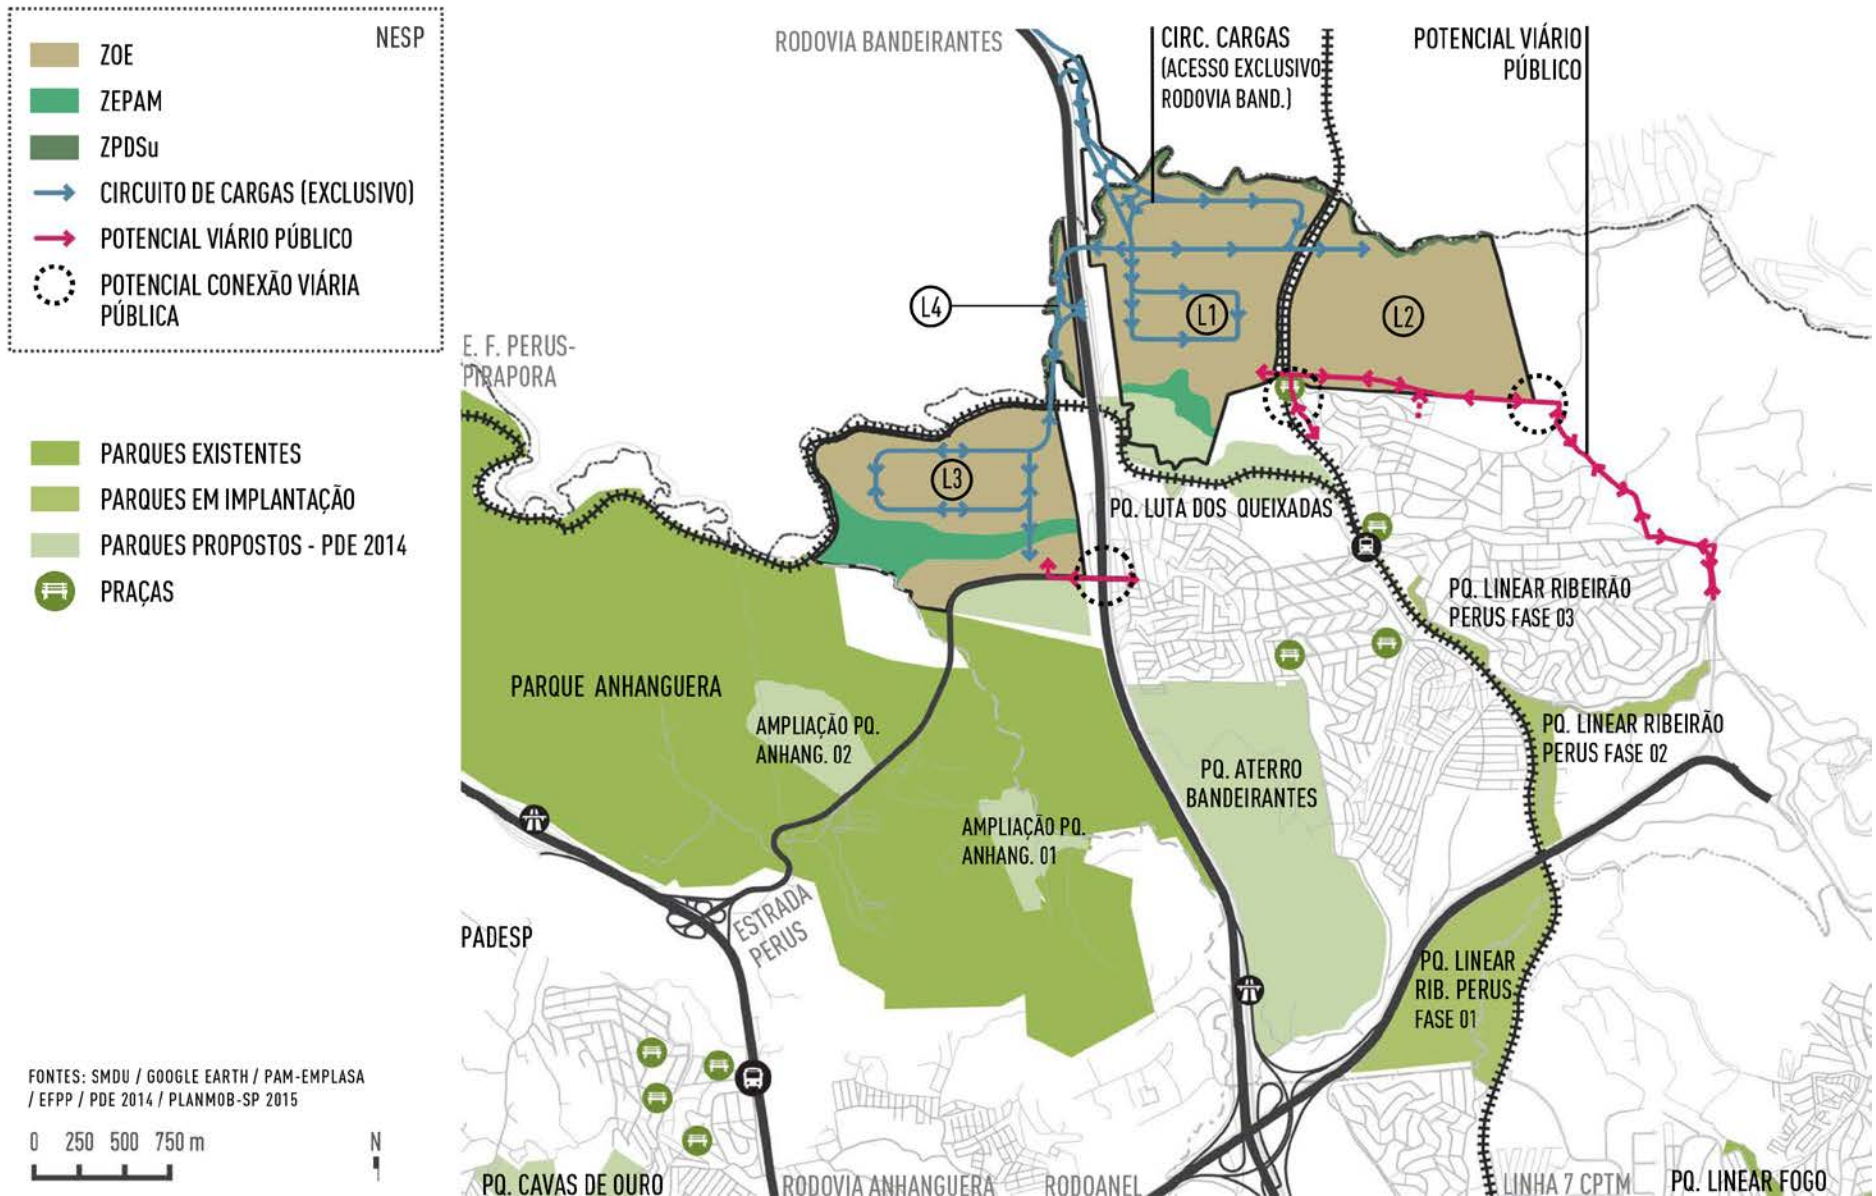 NESP
ZOE
ZEPAM
ZPDSu
CIRCUITO DE CARGAS (EXCLUSIVO)
POTENCIAL VIÁRIO PÚBLICO
POTENCIAL CONEXÃO VIÁRIA
PÚBLICA
PARQUES EXISTENTES
PARQUES EM IMPLANTAÇÃO
PARQUES PROPOSTOS - PDE 2014
PRAÇAS
FONTES: SMDU / GOOGLE EARTH / PAM-EMPLASA
/ EFPP / PDE 2014 / PLANMOB-SP 2015
0 250 500 750 m
N
RODOVIA BANDEIRANTES
CIRC. CARGAS
(ACESSO EXCLUSIVO
RODOVIA BAND.)
POTENCIAL VIÁRIO
PÚBLICO
L4
L1
L2
E. F. PERUS-
PIRAPORA
L3
PQ. LUTA DOS QUEIXADAS
PQ. LINEAR RIBEIRÃO
PERUS FASE 03
PARQUE ANHANGUERA
AMPLIAÇÃO PQ.
ANHANG. 02
PQ. LINEAR RIBEIRÃO
PERUS FASE 02
PQ. ATERRO
BANDEIRANTES
AMPLIAÇÃO PQ.
ANHANG. 01
ESTRADA
PERUS
PADESP
PQ. LINEAR
RIB. PERUS
FASE 01
PQ. CAVAS DE OURO
RODOVIA ANHANGUERA
RODOANEL
LINHA 7 CPTM
PQ. LINEAR FOGO